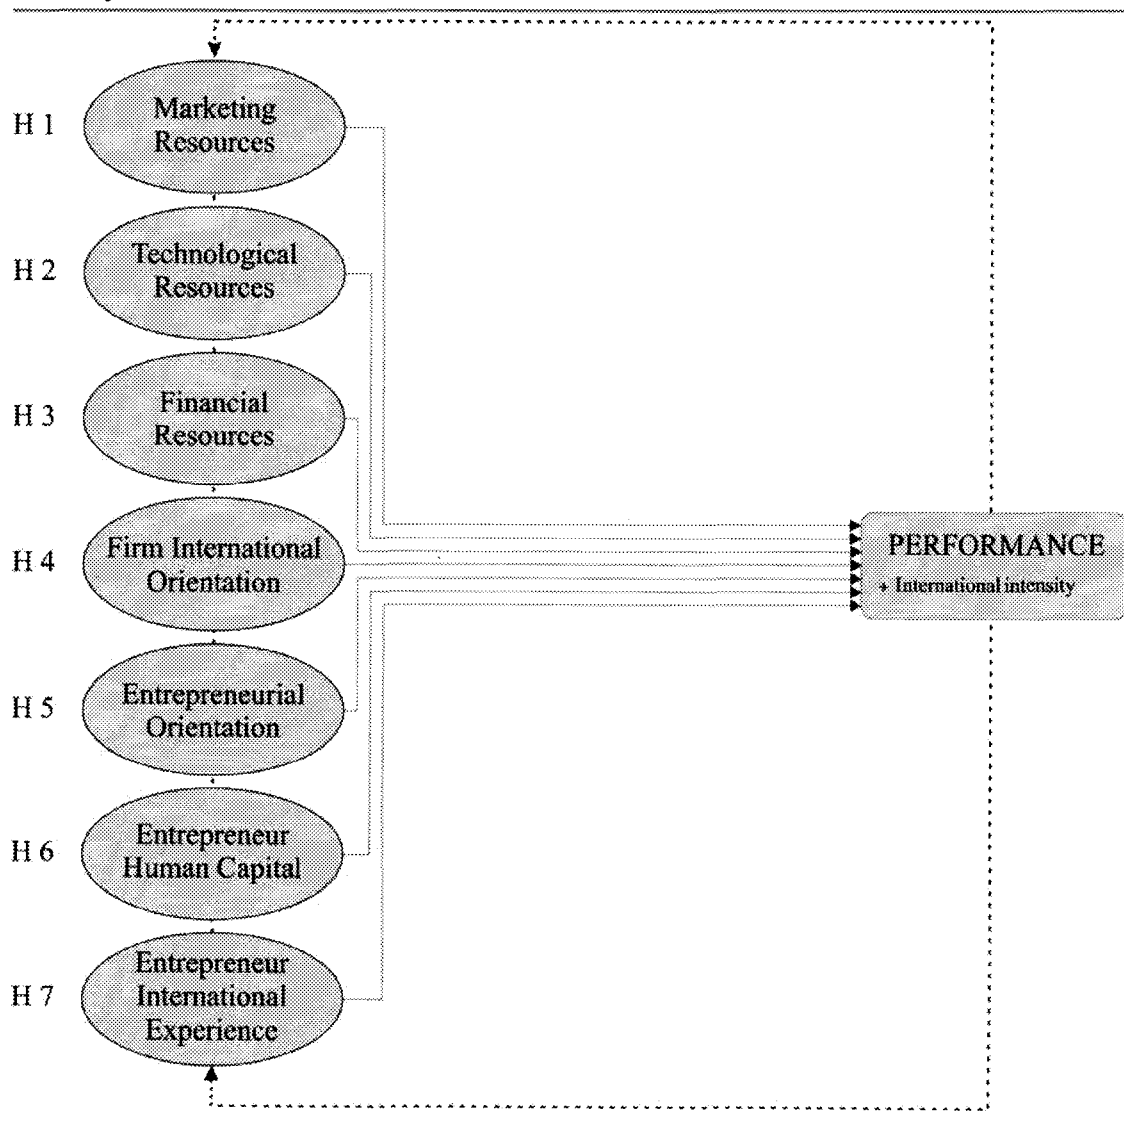 H 1
Marketing
Resources
H 2
Technological
Resources
H 3
Financial
Resources
H 4
Firm International
Orientation
PERFORMANCE
+ International intensity
H 5
Entrepreneurial
Orientation
H 6
Entrepreneur
Human Capital
H 7
Entrepreneur
International
Experience